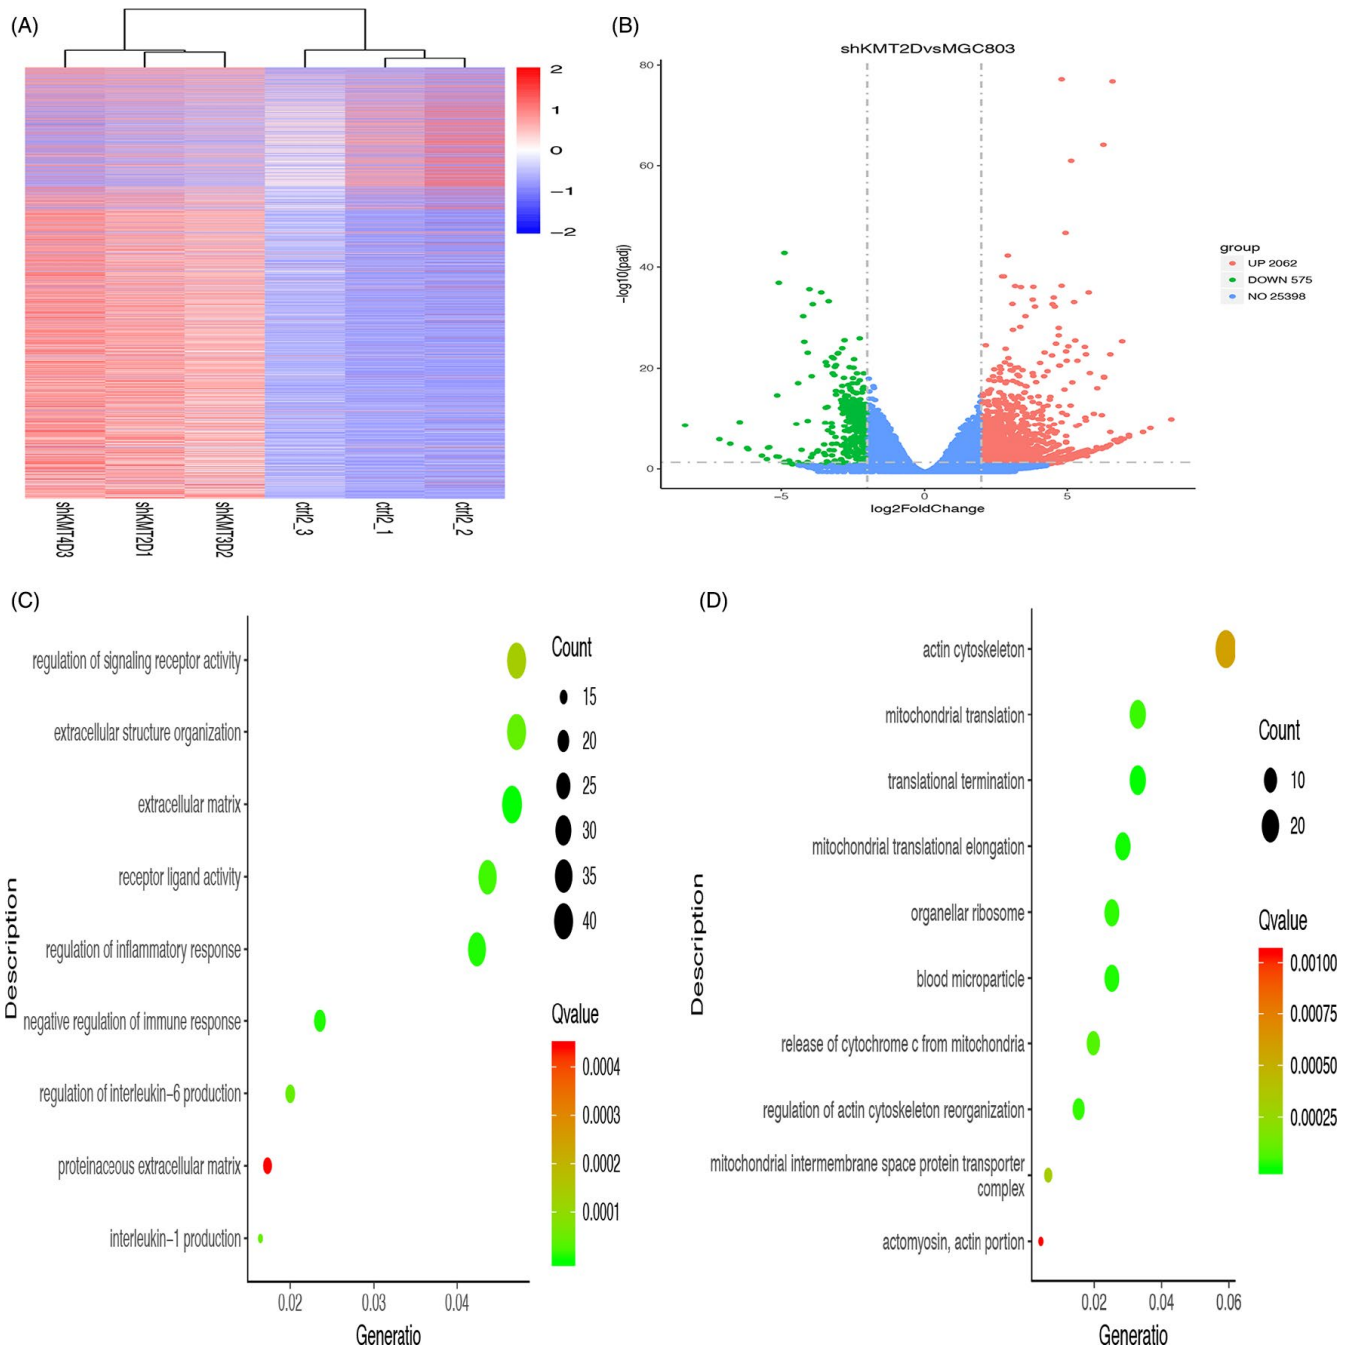 (A)
2
1
0
−1
−2
shKMT4D3
shKMT2D1
shKMT3D2
ctrl2_3
ctrl2_1
ctrl2_2
(B)
shKMT2DvsMGC803
80
60
40
20
0
−log10(padj)
−5
0
5
log2FoldChange
group
UP 2062
DOWN 575
NO 25398
(C)
Description
regulation of signaling receptor activity
extracellular structure organization
extracellular matrix
receptor ligand activity
regulation of inflammatory response
negative regulation of immune response
regulation of interleukin−6 production
proteinaceous extracellular matrix
interleukin−1 production
0.02
0.03
0.04
Generatio
Count
15
20
25
30
35
40
Qvalue
0.0004
0.0003
0.0002
0.0001
(D)
Description
actin cytoskeleton
mitochondrial translation
translational termination
mitochondrial translational elongation
organellar ribosome
blood microparticle
release of cytochrome c from mitochondria
regulation of actin cytoskeleton reorganization
mitochondrial intermembrane space protein transporter
complex
actomyosin, actin portion
0.02
0.04
0.06
Generatio
Count
10
20
Qvalue
0.00100
0.00075
0.00050
0.00025